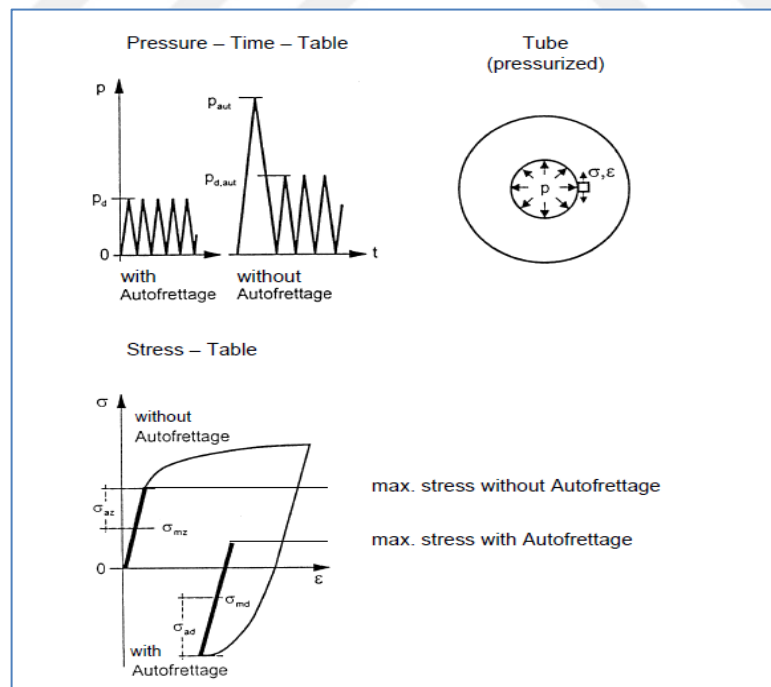 Pressure – Time – Table
Tube
(pressurized)
p
p_aut
p_d,aut
p_d
0
t
with
Autofrettage
without
Autofrettage
σ,ε
p
Stress – Table
σ
without
Autofrettage
max. stress without Autofrettage
σ_az
σ_mz
max. stress with Autofrettage
0
ε
σ_md
σ_ad
with
Autofrettage